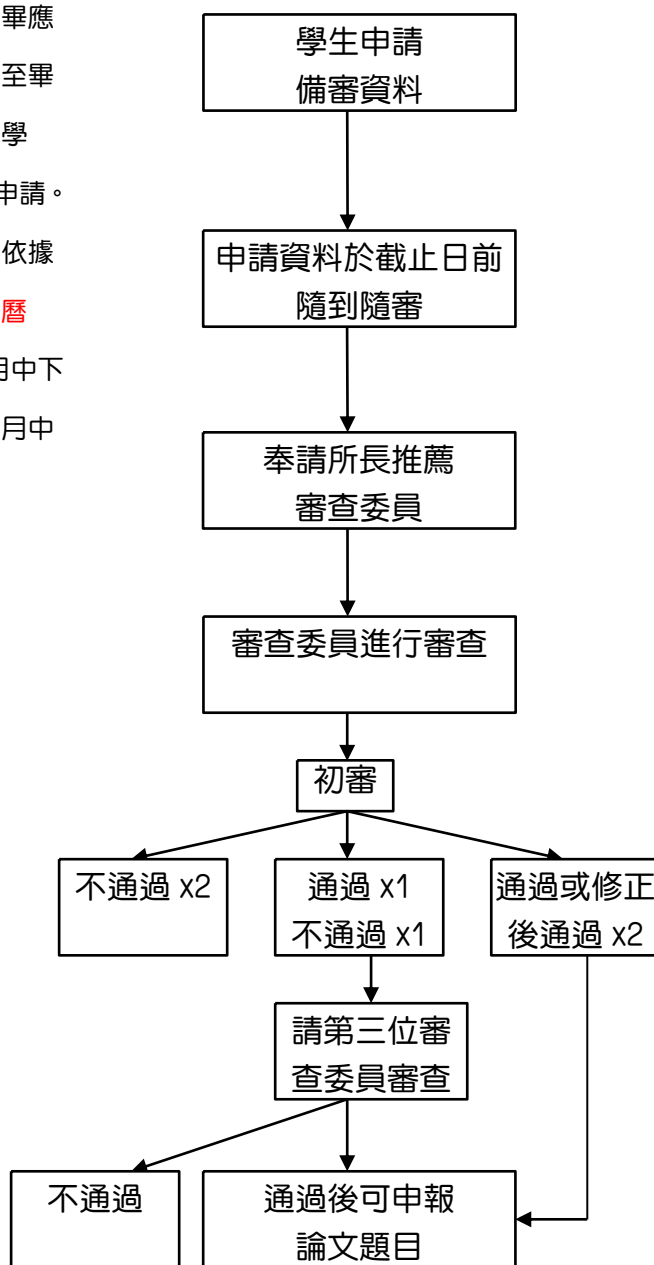 畢應
至畢
學
申請。
依據
曆
月中下
月中
學生申請
備審資料
申請資料於截止日前
隨到隨審
奉請所長推薦
審查委員
審查委員進行審查
初審
不通過 x2
通過 x1
不通過 x1
通過或修正
後通過 x2
請第三位審
查委員審查
不通過
通過後可申報
論文題目